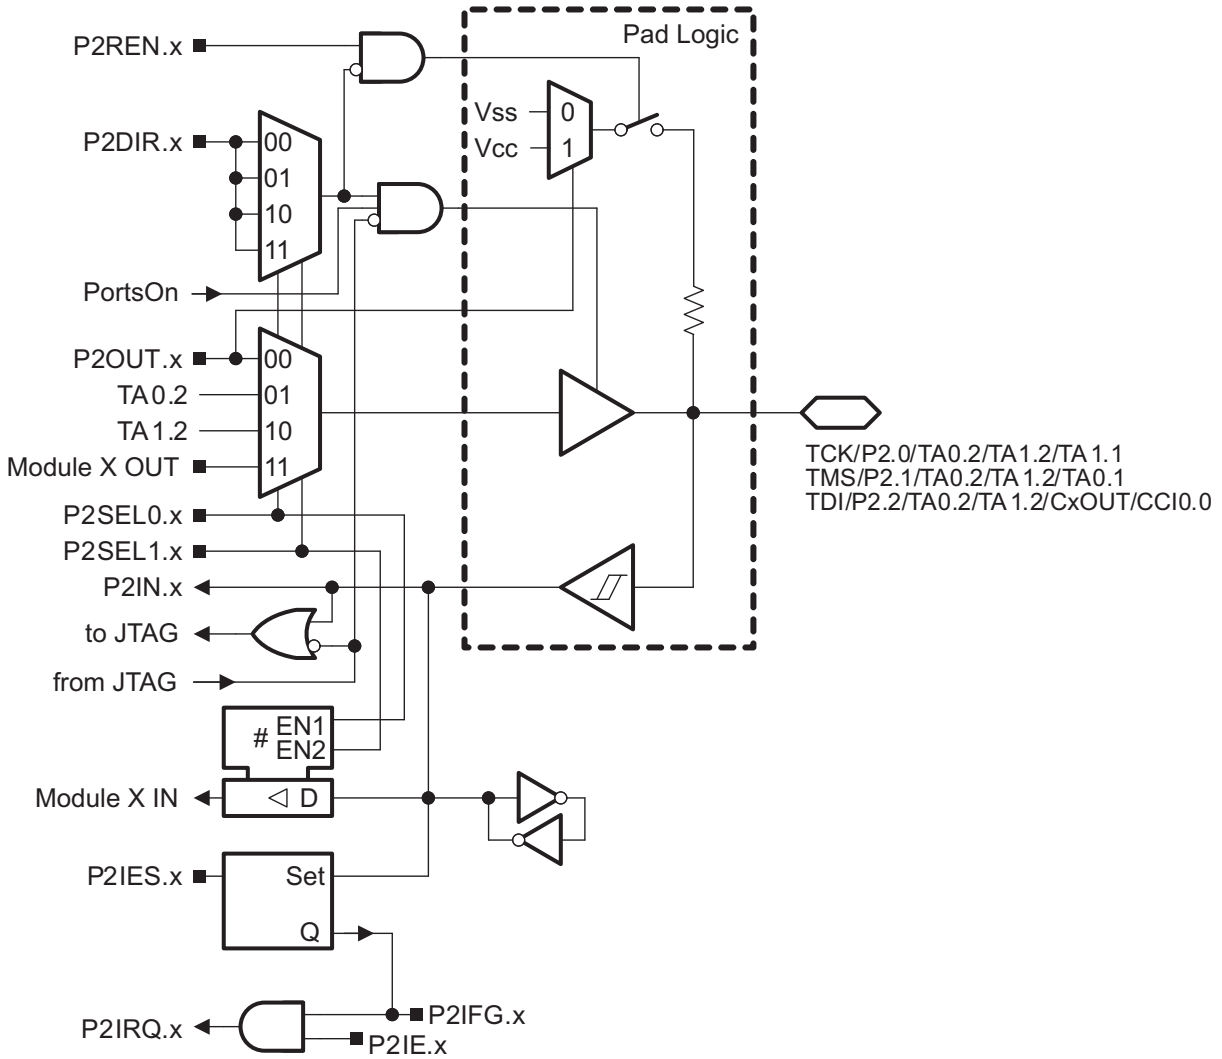 Pad Logic
P2REN.x
Vss 0
Vcc 1
P2DIR.x 00
01
10
11
PortsOn
P2OUT.x 00
TA0.2 01
TA1.2 10
Module X OUT 11
TCK/P2.0/TA0.2/TA1.2/TA1.1
TMS/P2.1/TA0.2/TA1.2/TA0.1
TDI/P2.2/TA0.2/TA1.2/CxOUT/CCI0.0
P2SEL0.x
P2SEL1.x
P2IN.x
to JTAG
from JTAG
# EN1
EN2
Module X IN D
P2IES.x Set
Q
P2IFG.x
P2IRQ.x
P2IE.x